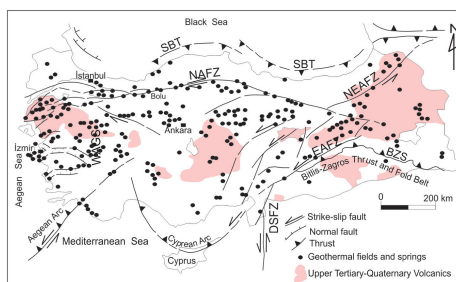 Black Sea
N
SBT
SBT
İstanbul
NAFZ
NEAFZ
Bolu
Ankara
EAFZ
İzmir
BZS
Bitlis-Zagros Thrust and Fold Belt
Aegean Sea
DSFZ
0 200 km
Aegean Arc
Strike-slip fault
Normal fault
Mediterranean Sea
Cyprean Arc
Thrust
Geothermal fields and springs
Cyprus
Upper Tertiary-Quaternary Volcanics